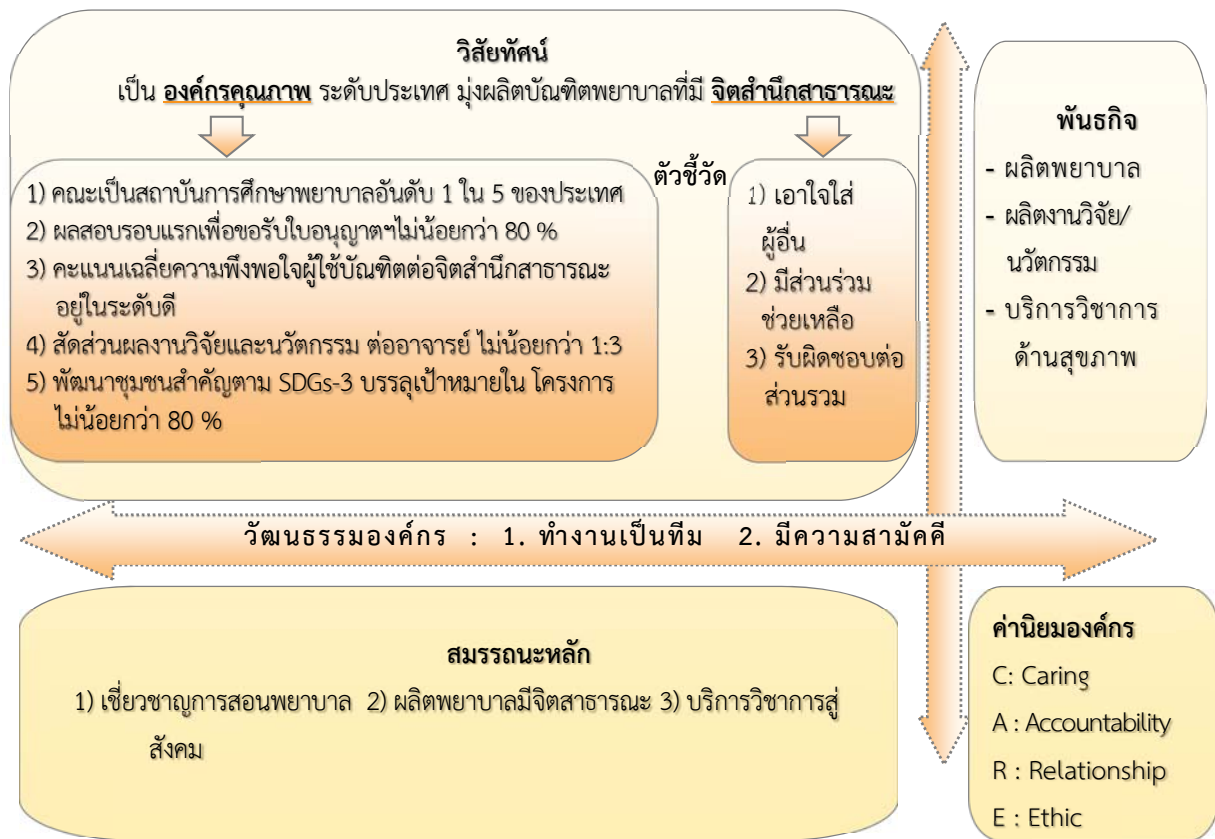 วิสัยทัศน์
เป็น องค์กรคุณภาพ ระดับประเทศ มุ่งผลิตบัณฑิตพยาบาลที่มี จิตสำนึกสาธารณะ
1) คณะเป็นสถาบันการศึกษาพยาบาลอันดับ 1 ใน 5 ของประเทศ
2) ผลสอบรอบแรกเพื่อขอรับใบอนุญาตฯไม่น้อยกว่า 80 %
3) คะแนนเฉลี่ยความพึงพอใจผู้ใช้บัณฑิตต่อจิตสำนึกสาธารณะ
อยู่ในระดับดี
4) สัดส่วนผลงานวิจัยและนวัตกรรม ต่ออาจารย์ ไม่น้อยกว่า 1:3
5) พัฒนาชุมชนสำคัญตาม SDGs-3 บรรลุเป้าหมายใน โครงการ
ไม่น้อยกว่า 80 %
ตัวชี้วัด
1) เอาใจใส่
ผู้อื่น
2) มีส่วนร่วม
ช่วยเหลือ
3) รับผิดชอบต่อ
ส่วนรวม
พันธกิจ
- ผลิตพยาบาล
- ผลิตงานวิจัย/
นวัตกรรม
- บริการวิชาการ
ด้านสุขภาพ
วัฒนธรรมองค์กร : 1. ทำงานเป็นทีม 2. มีความสามัคคี
สมรรถนะหลัก
1) เชี่ยวชาญการสอนพยาบาล 2) ผลิตพยาบาลมีจิตสาธารณะ 3) บริการวิชาการสู่
สังคม
ค่านิยมองค์กร
C: Caring
A : Accountability
R : Relationship
E : Ethic